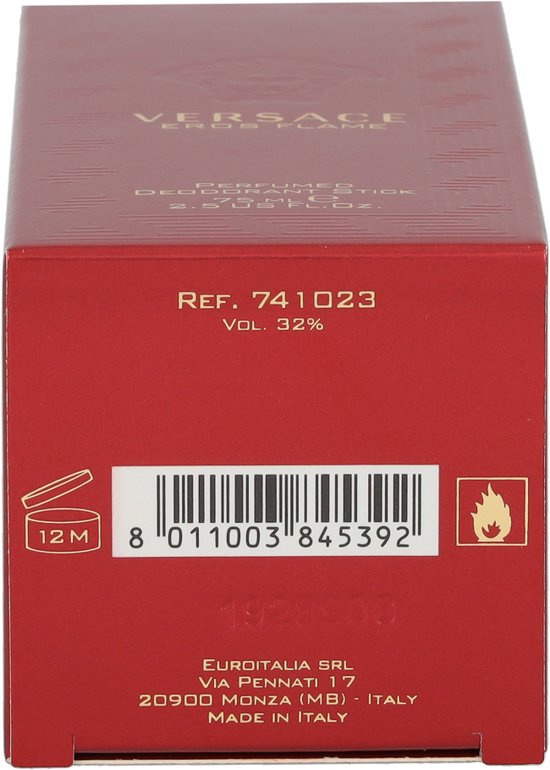 VERSACE
EROS FLAME
PERFUMED
DEODORANT STICK
75 ML ℮
2.5 US FL.OZ.
REF. 741023
VOL. 32%
12 M
8 011003 845392
1928906
EUROITALIA SRL
VIA PENNATI 17
20900 MONZA (MB) - ITALY
MADE IN ITALY